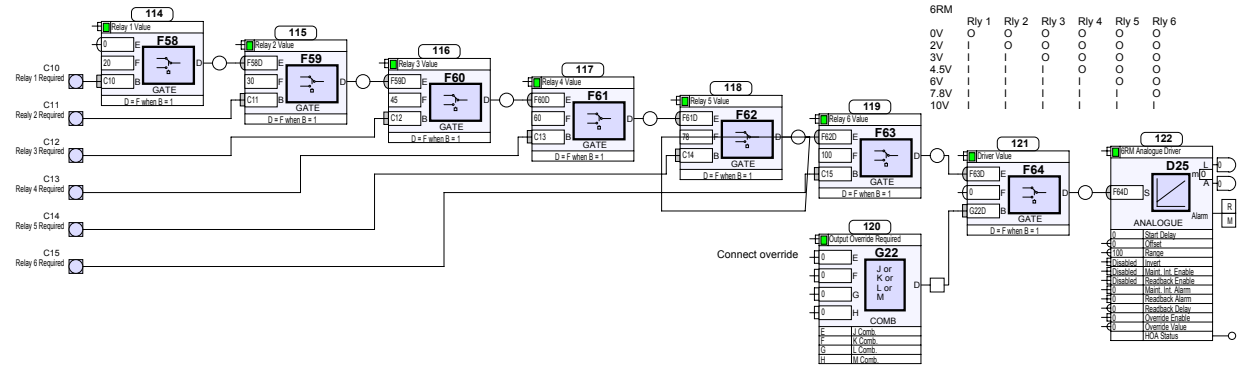 6RM
Rly 1 Rly 2 Rly 3 Rly 4 Rly 5 Rly 6
0V O O O O O O
2V I O O O O O
3V I I O O O O
4.5V I I I O O O
6V I I I I O O
7.8V I I I I I O
10V I I I I I I
114
Relay 1 Value
F58
0 E
20 F D
C10 B
GATE
D = F when B = 1
115
Relay 2 Value
F59
F58D E
30 F D
C11 B
GATE
D = F when B = 1
116
Relay 3 Value
F60
F59D E
45 F D
C12 B
GATE
D = F when B = 1
117
Relay 4 Value
F61
F60D E
60 F D
C13 B
GATE
D = F when B = 1
118
Relay 5 Value
F62
F61D E
78 F D
C14 B
GATE
D = F when B = 1
119
Relay 6 Value
F63
F62D E
100 F D
C15 B
GATE
D = F when B = 1
121
Driver Value
F64
F63D E
0 F D
G22D B
GATE
D = F when B = 1
122
6RM Analogue Driver
D25
L 0
m 0
A 0
F64D S
Alarm
R
M
ANALOGUE
0 Start Delay
0 Offset
100 Range
Disabled Invert
Disabled Maint. Int. Enable
Disabled Readback Enable
0 Maint. Int. Alarm
0 Readback Alarm
0 Readback Delay
0 Override Enable
0 Override Value
HOA Status
C10
Relay 1 Required
C11
Relay 2 Required
C12
Relay 3 Required
C13
Relay 4 Required
C14
Relay 5 Required
C15
Relay 6 Required
Connect override
120
Output Override Required
G22
0 E
0 F
0 G
0 H
J or
K or
L or
M
D
COMB
E J Comb.
F K Comb.
G L Comb.
H M Comb.